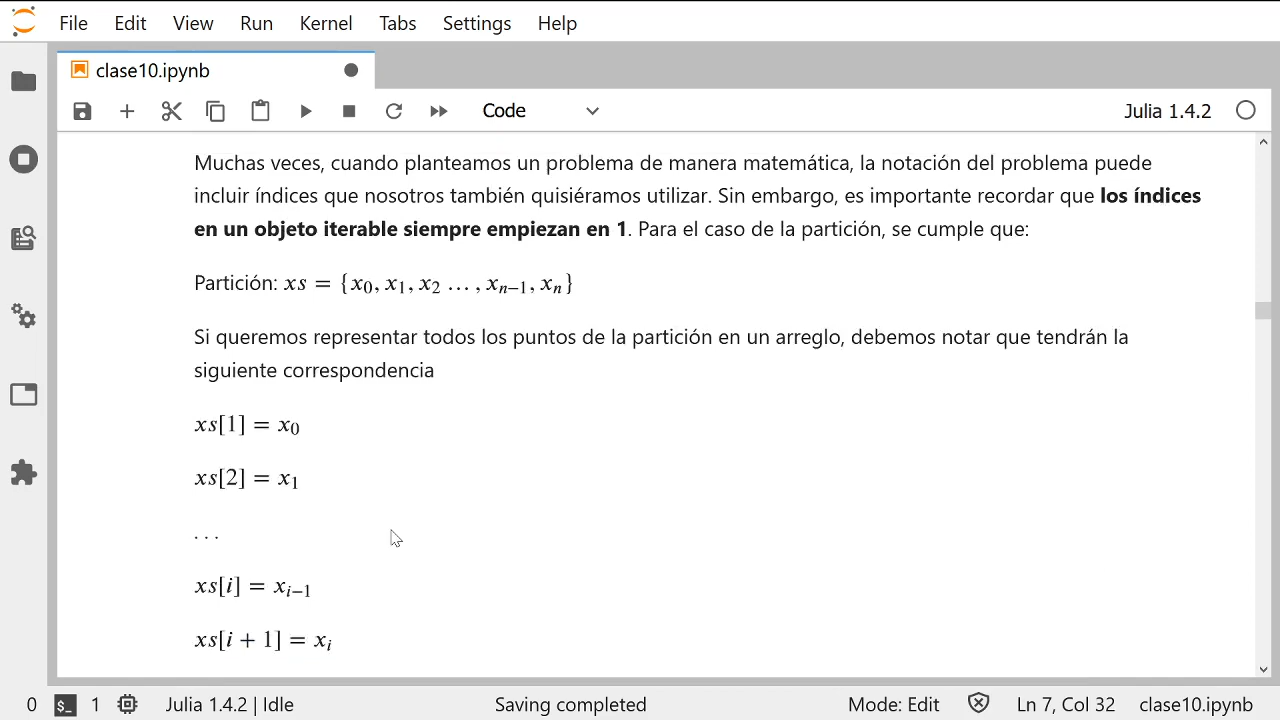 File Edit View Run Kernel Tabs Settings Help
clase10.ipynb
Code
Julia 1.4.2
Muchas veces, cuando planteamos un problema de manera matemática, la notación del problema puede
incluir índices que nosotros también quisiéramos utilizar. Sin embargo, es importante recordar que los índices
en un objeto iterable siempre empiezan en 1. Para el caso de la partición, se cumple que:
Partición: xs = {x₀, x₁, x₂ … , xₙ₋₁, xₙ}
Si queremos representar todos los puntos de la partición en un arreglo, debemos notar que tendrán la
siguiente correspondencia
xs[1] = x₀
xs[2] = x₁
. . .
xs[i] = xᵢ₋₁
xs[i + 1] = xᵢ
0 $_ 1 Julia 1.4.2 | Idle Saving completed Mode: Edit Ln 7, Col 32 clase10.ipynb